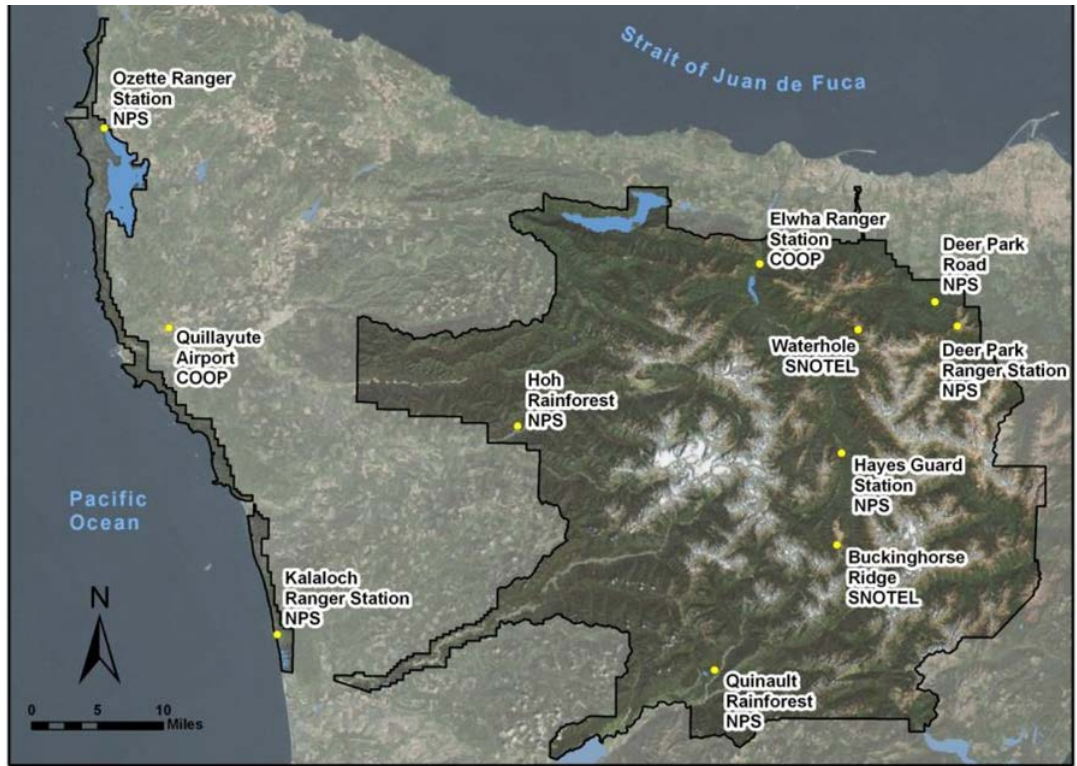 Strait of Juan de Fuca
Ozette Ranger
Station
NPS
Elwha Ranger
Station
COOP
Deer Park
Road
NPS
Quillayute
Airport
COOP
Waterhole
SNOTEL
Deer Park
Ranger Station
NPS
Hoh
Rainforest
NPS
Hayes Guard
Station
NPS
Pacific
Ocean
Buckinghorse
Ridge
SNOTEL
Kalaloch
Ranger Station
NPS
N
Quinault
Rainforest
NPS
0 5 10
Miles